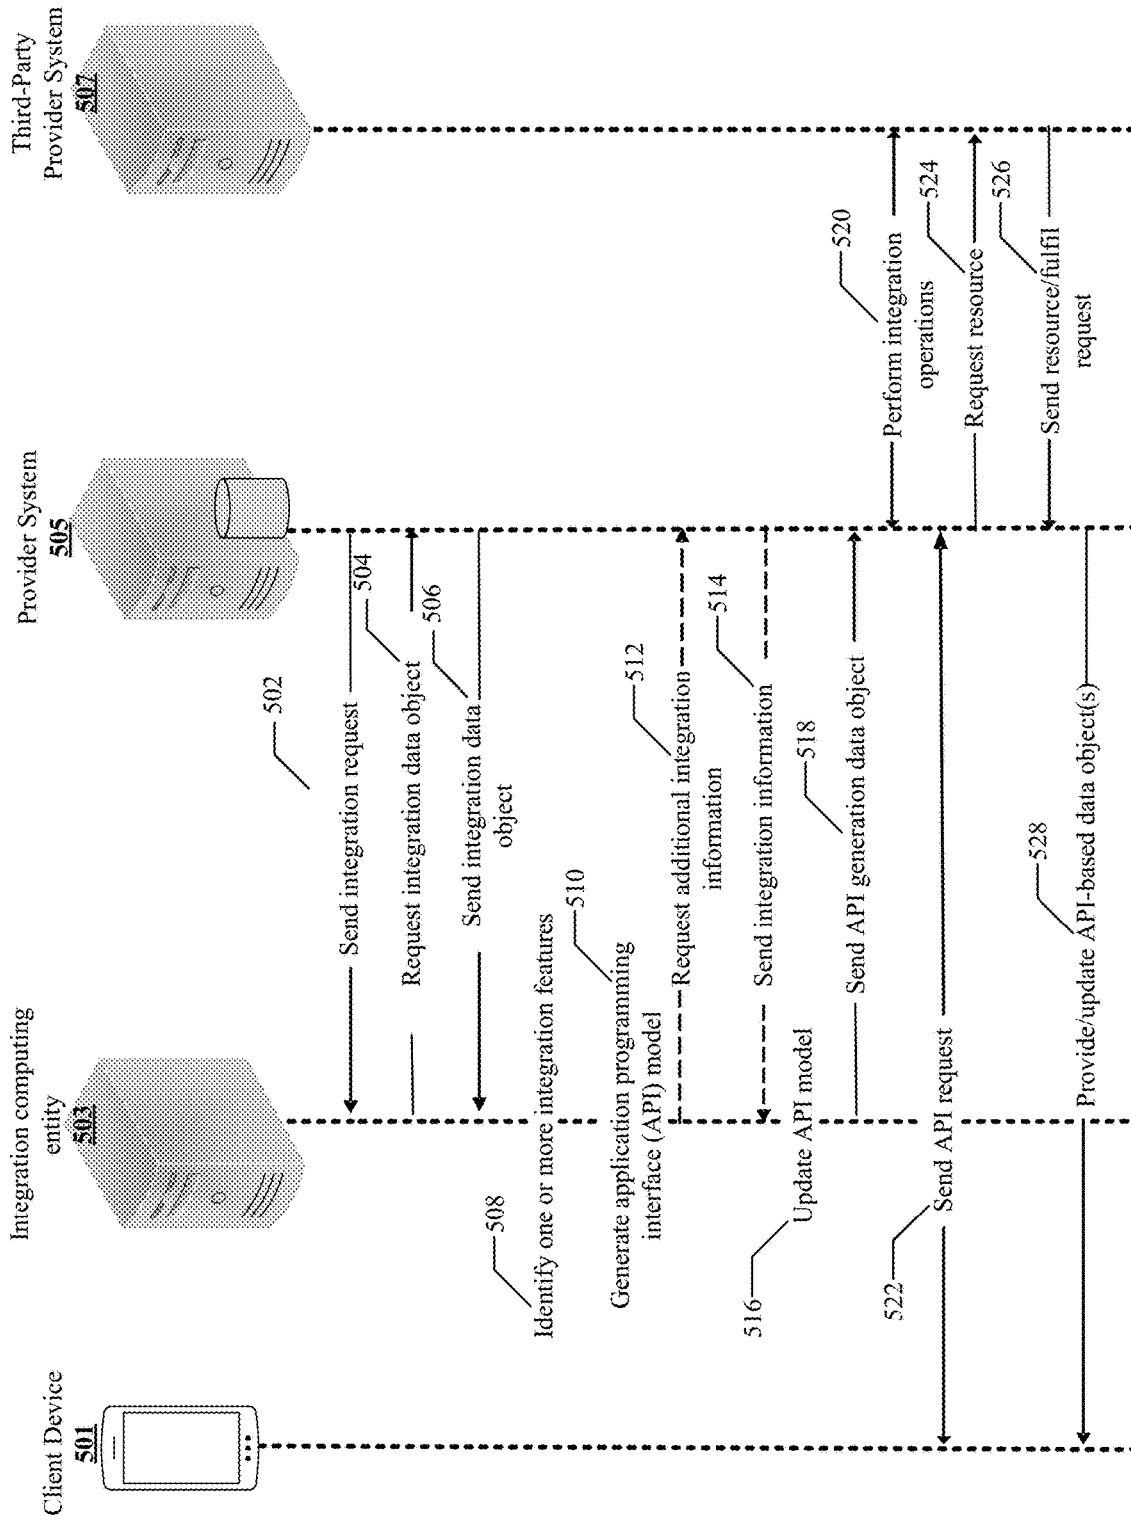 Client Device
501
Integration computing
entity
503
Provider System
505
Third-Party
Provider System
507
502
Send integration request
504
Request integration data object
506
Send integration data
object
508
Identify one or more integration features
510
Generate application programming
interface (API) model
512
Request additional integration
information
514
Send integration information
516
Update API model
518
Send API generation data object
520
Perform integration
operations
522
Send API request
524
Request resource
526
Send resource/fulfil
request
528
Provide/update API-based data object(s)